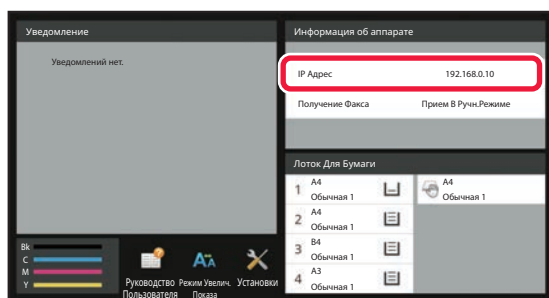 Уведомление
Уведомлений нет.
Информация об аппарате
IP Адрес 192.168.0.10
Получение Факса Прием В Ручн.Режиме
Лоток Для Бумаги
1 A4
Обычная 1
A4
Обычная 1
2 A4
Обычная 1
3 B4
Обычная 1
4 A3
Обычная 1
Bk
C
M
Y
Руководство
Пользователя
Режим Увелич.
Показа
Установки